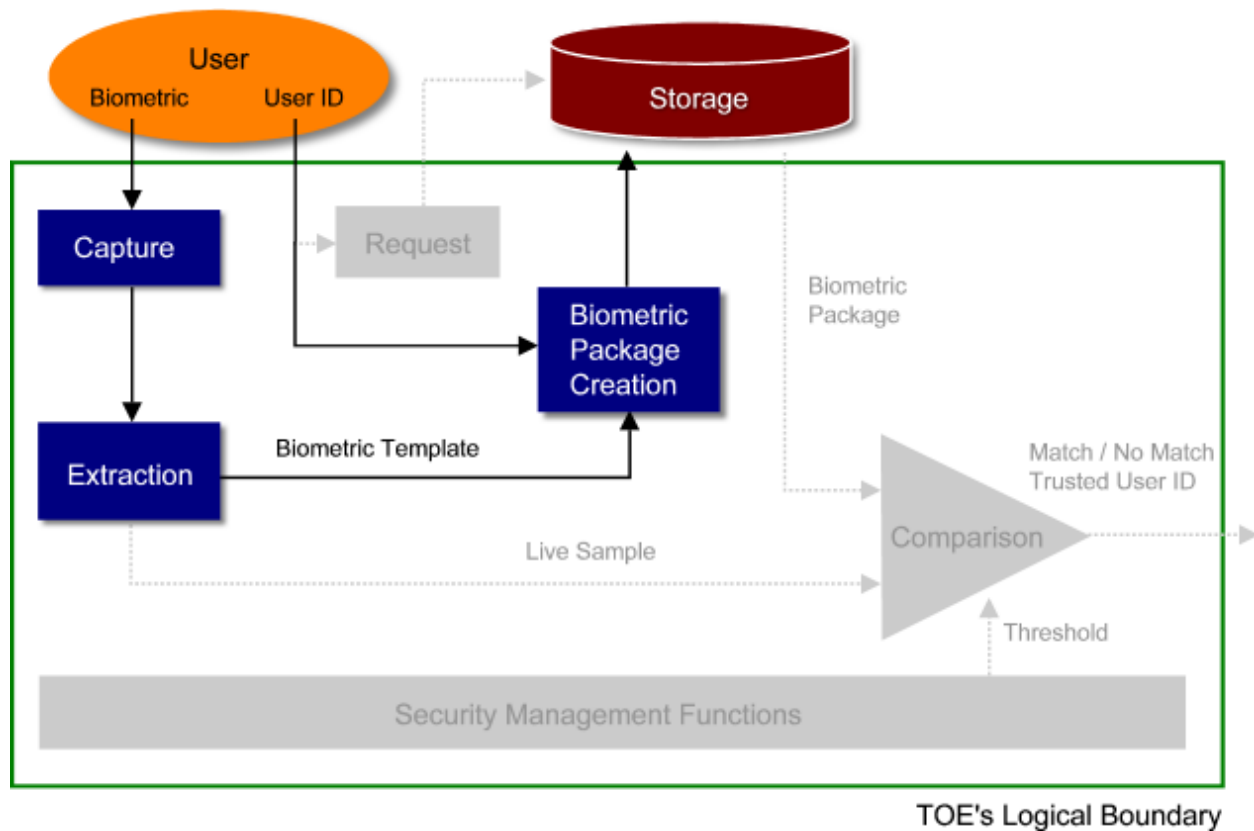 User
Biometric
User ID
Storage
Capture
Request
Biometric
Package
Creation
Biometric
Package
Extraction
Biometric Template
Match / No Match
Trusted User ID
Comparison
Live Sample
Threshold
Security Management Functions
TOE's Logical Boundary